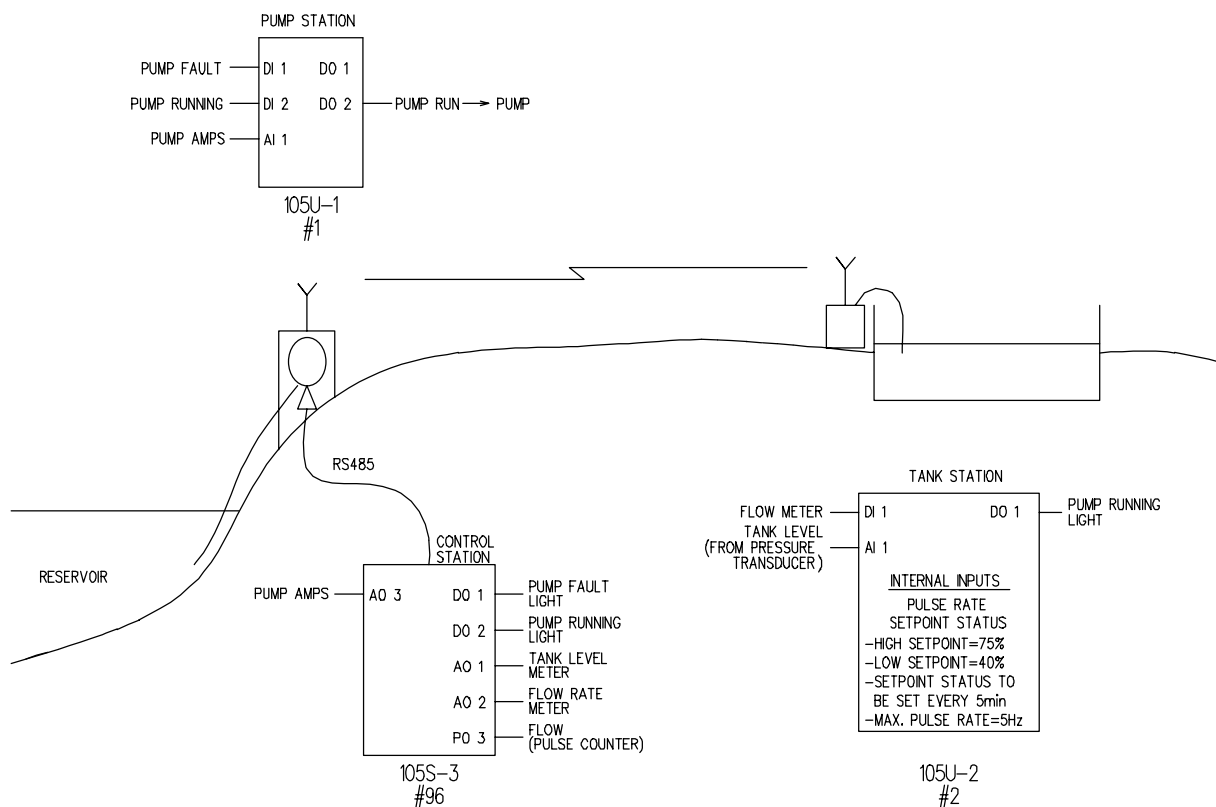 PUMP STATION
PUMP FAULT DI 1 DO 1
PUMP RUNNING DI 2 DO 2 PUMP RUN PUMP
PUMP AMPS AI 1
105U-1
#1
RS485
RESERVOIR
CONTROL
STATION
PUMP AMPS AO 3 DO 1 PUMP FAULT
LIGHT
DO 2 PUMP RUNNING
LIGHT
AO 1 TANK LEVEL
METER
AO 2 FLOW RATE
METER
PO 3 FLOW
(PULSE COUNTER)
105S-3
#96
TANK STATION
FLOW METER DI 1 DO 1 PUMP RUNNING
LIGHT
TANK LEVEL
(FROM PRESSURE AI 1
TRANSDUCER)
INTERNAL INPUTS
PULSE RATE
SETPOINT STATUS
-HIGH SETPOINT=75%
-LOW SETPOINT=40%
-SETPOINT STATUS TO
BE SET EVERY 5min
-MAX. PULSE RATE=5Hz
105U-2
#2